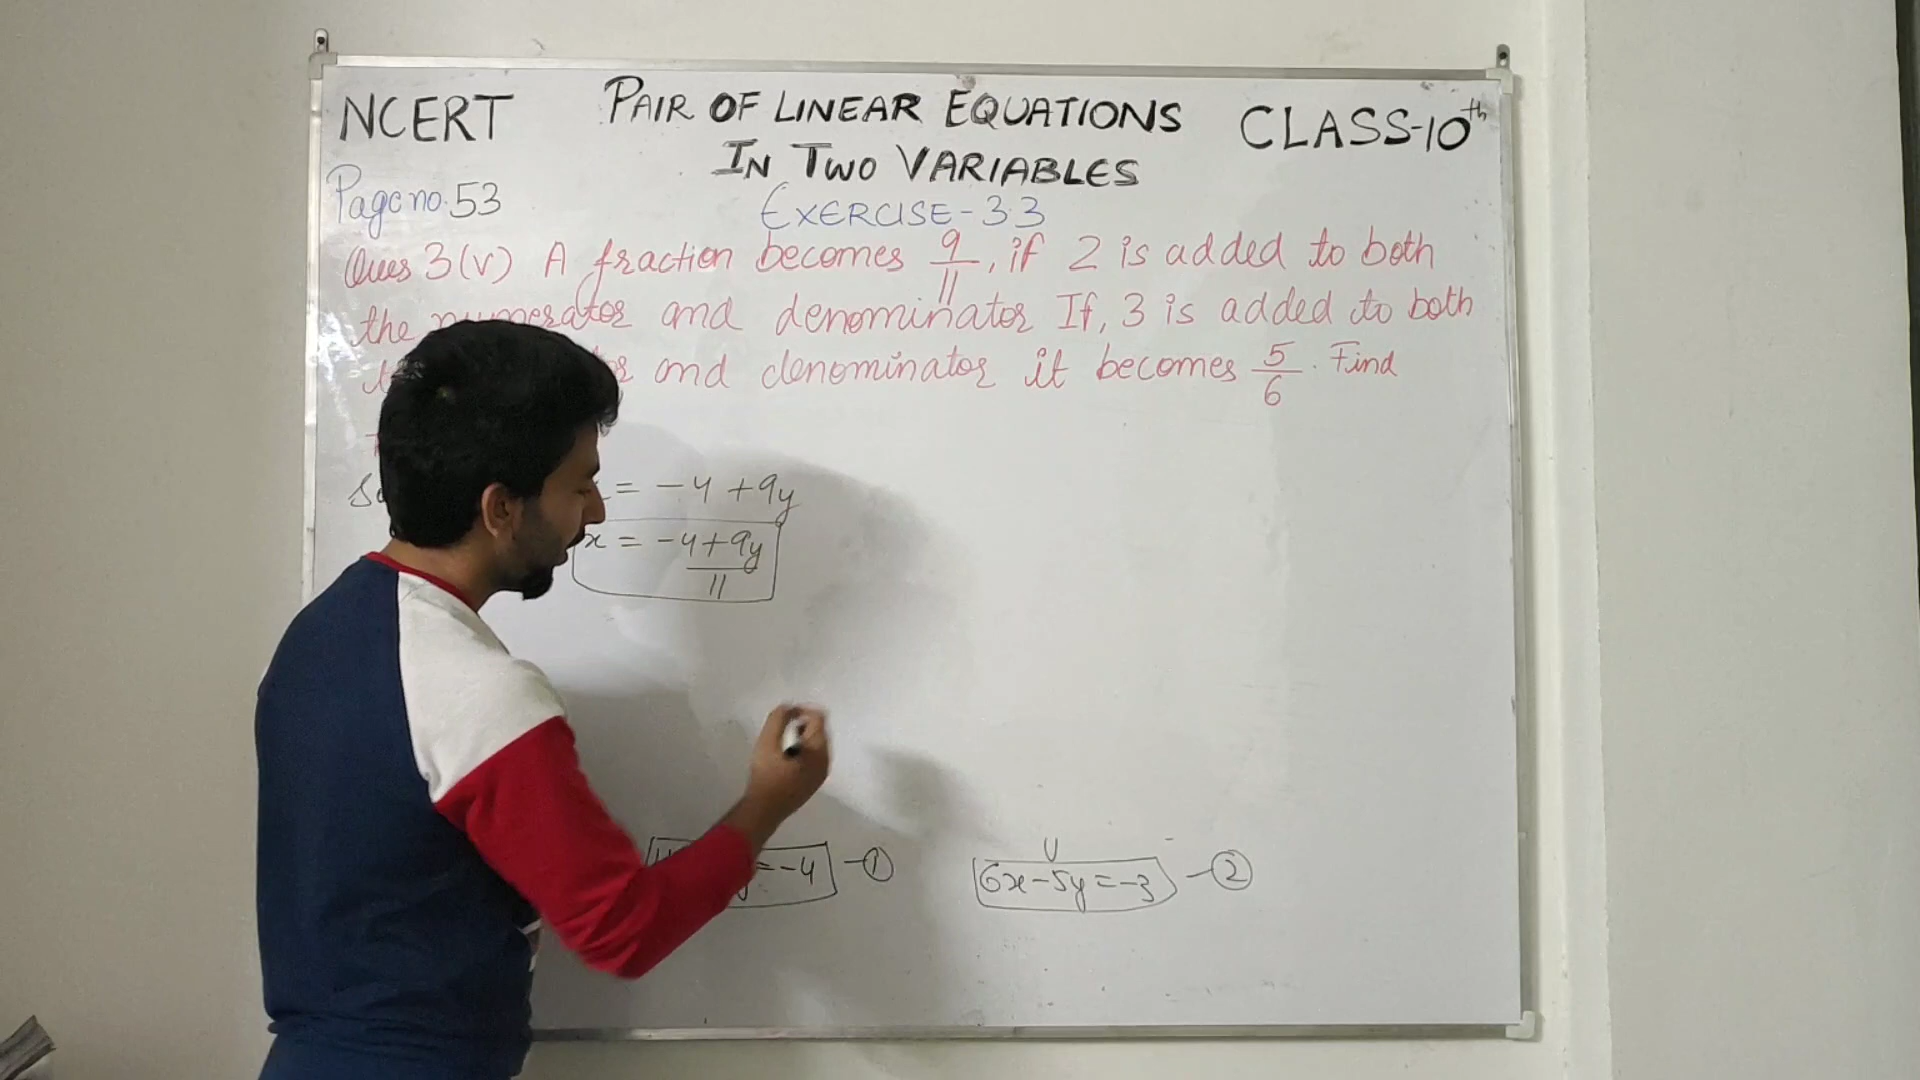 NCERT PAIR OF LINEAR EQUATIONS CLASS-10th
IN TWO VARIABLES
Page no. 53 EXERCISE-3.3
Ques 3(v) A fraction becomes 9/11, if 2 is added to both
the numerator and denominator If, 3 is added to both
and denominator it becomes 5/6. Find
= -4 + 9y
x = -4+9y/11
= -4 -①
6x-5y=-3 -②